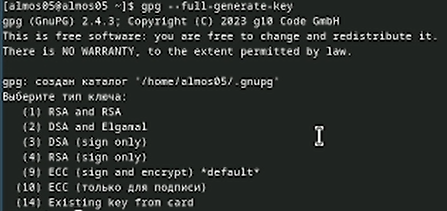 [almos05@almos05 ~]$ gpg --full-generate-key
gpg (GnuPG) 2.4.3; Copyright (C) 2023 g10 Code GmbH
This is free software: you are free to change and redistribute it.
There is NO WARRANTY, to the extent permitted by law.
gpg: создан каталог '/home/almos05/.gnupg'
Выберите тип ключа:
(1) RSA and RSA
(2) DSA and Elgamal
(3) DSA (sign only)
(4) RSA (sign only)
(9) ECC (sign and encrypt) *default*
(10) ECC (только для подписи)
(14) Existing key from card